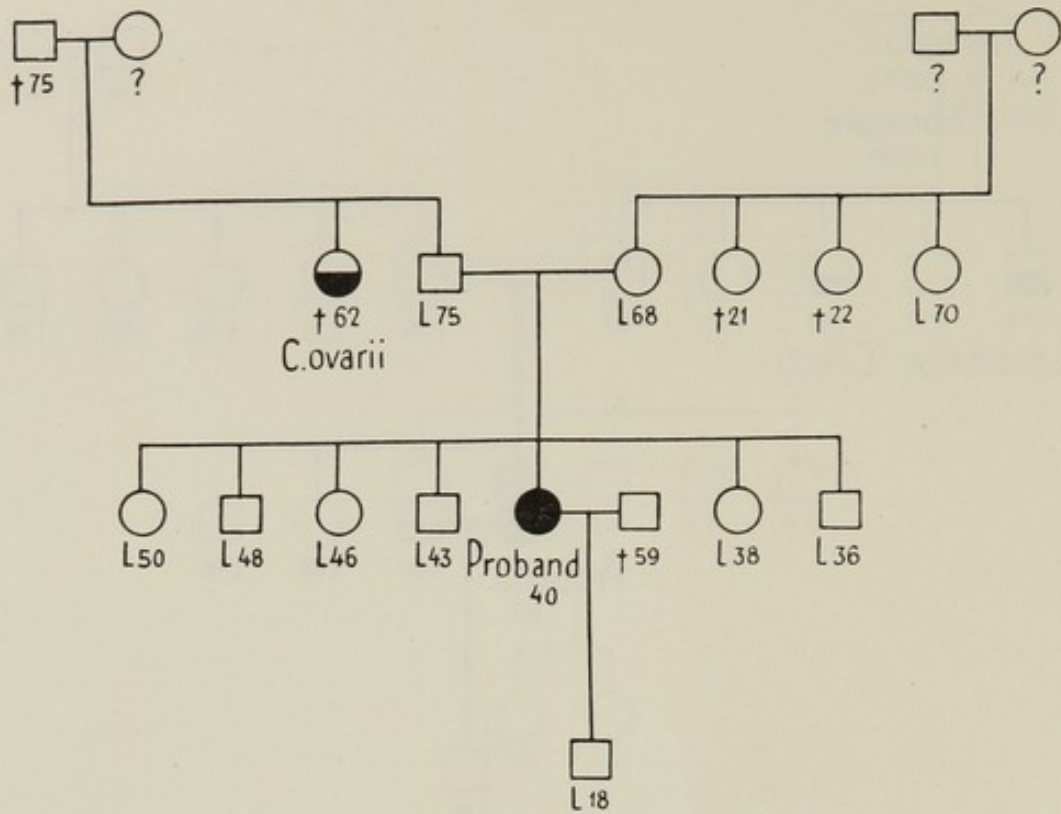 †75 ? ? ?
†62 L75 L68 †21 †22 L70
C.ovarii
L50 L48 L46 L43 Proband †59 L38 L36
40
L18